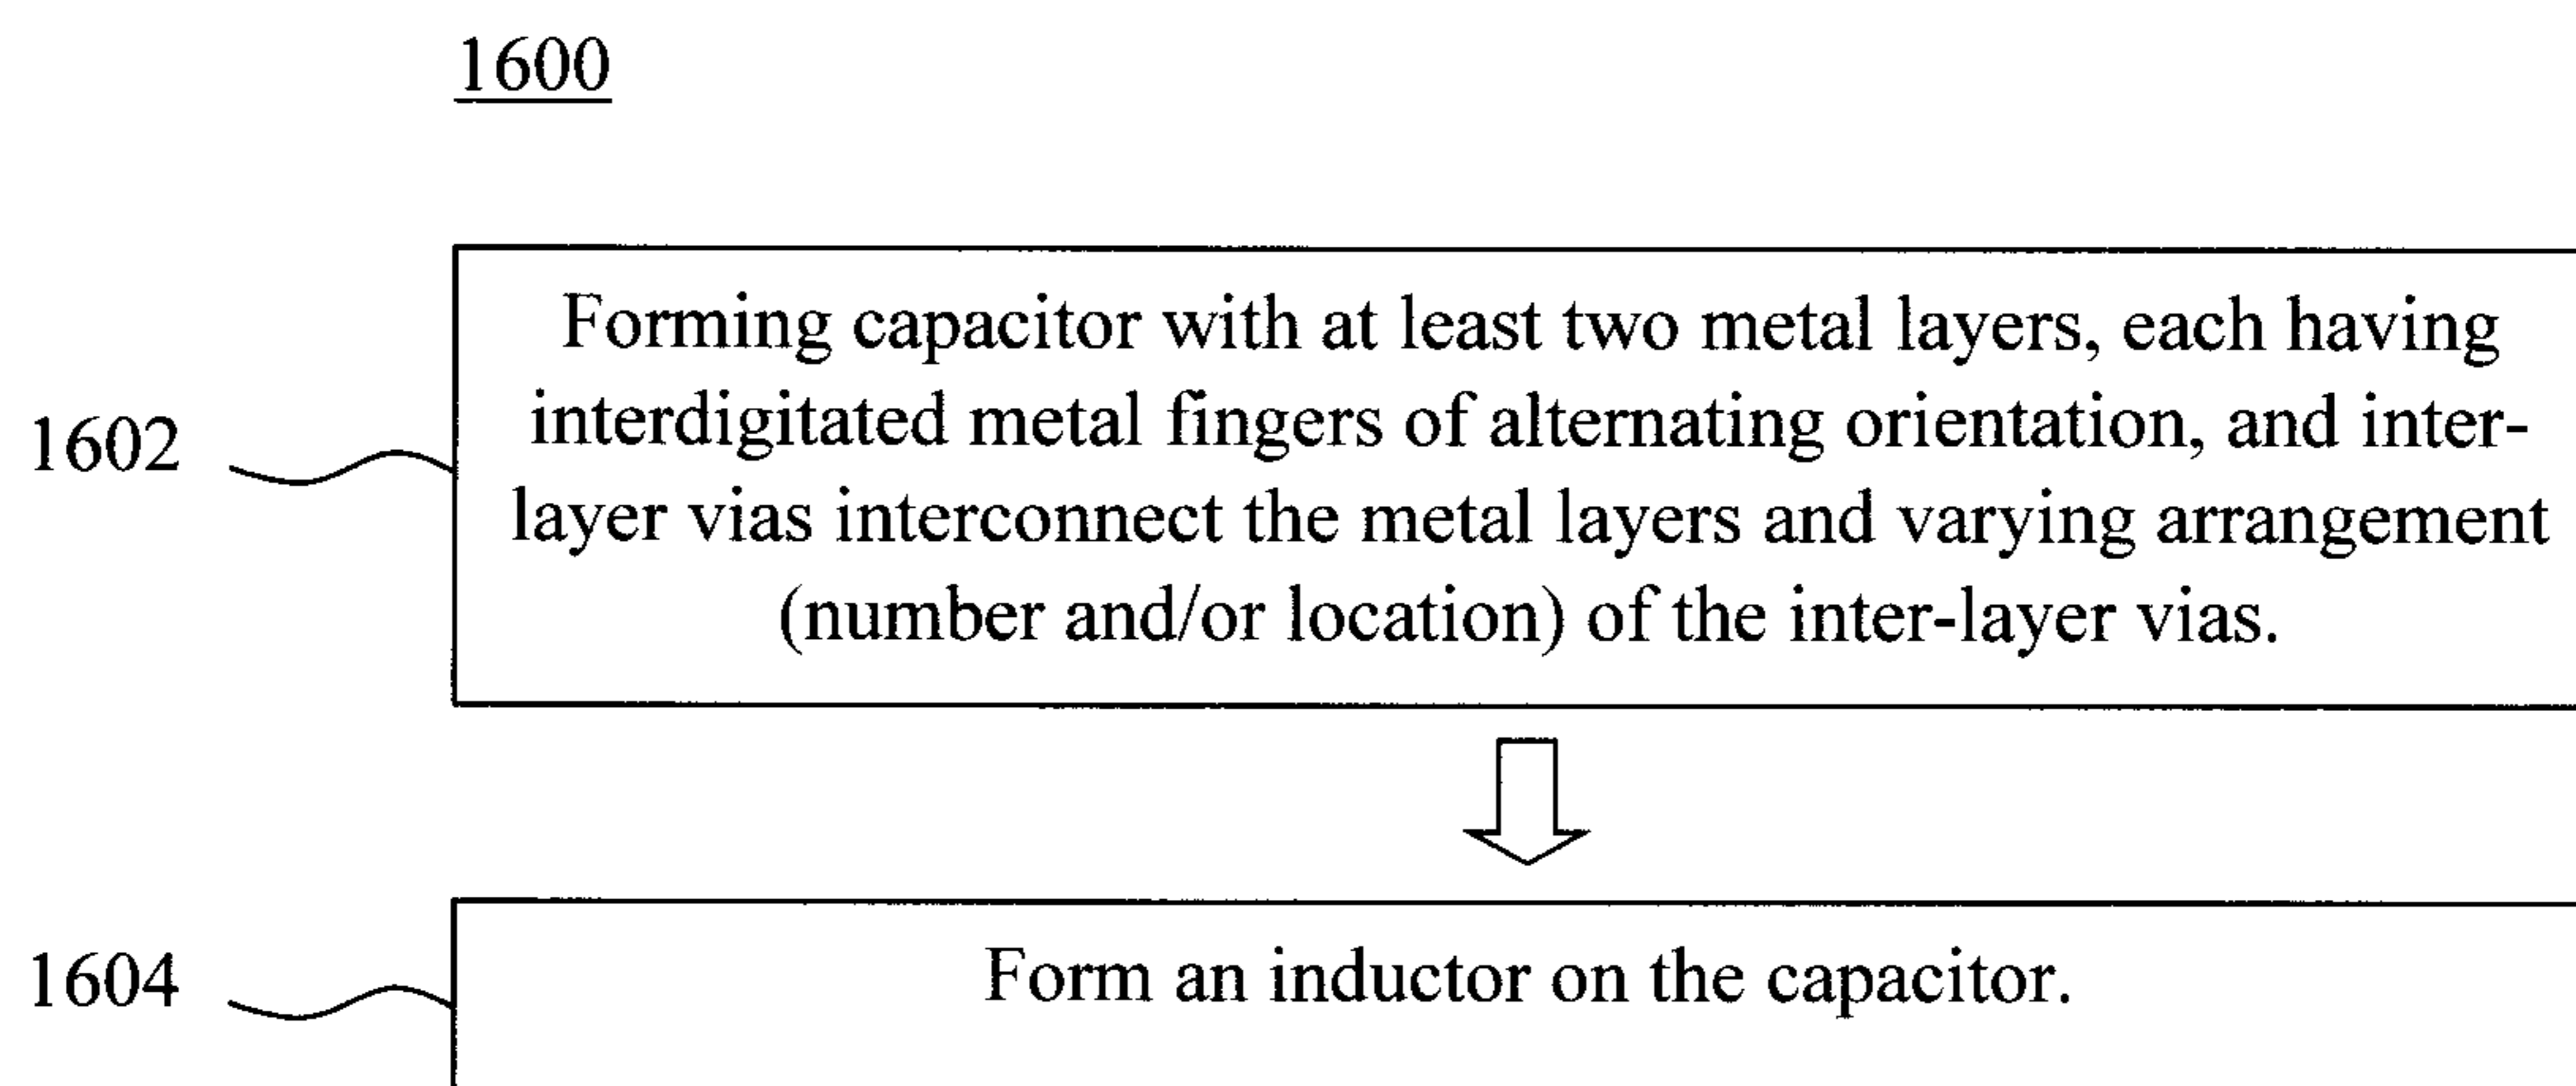 1600
Forming capacitor with at least two metal layers, each having
1602
interdigitated metal fingers of alternating orientation, and inter-
layer vias interconnect the metal layers and varying arrangement
(number and/or location) of the inter-layer vias.
1604
Form an inductor on the capacitor.